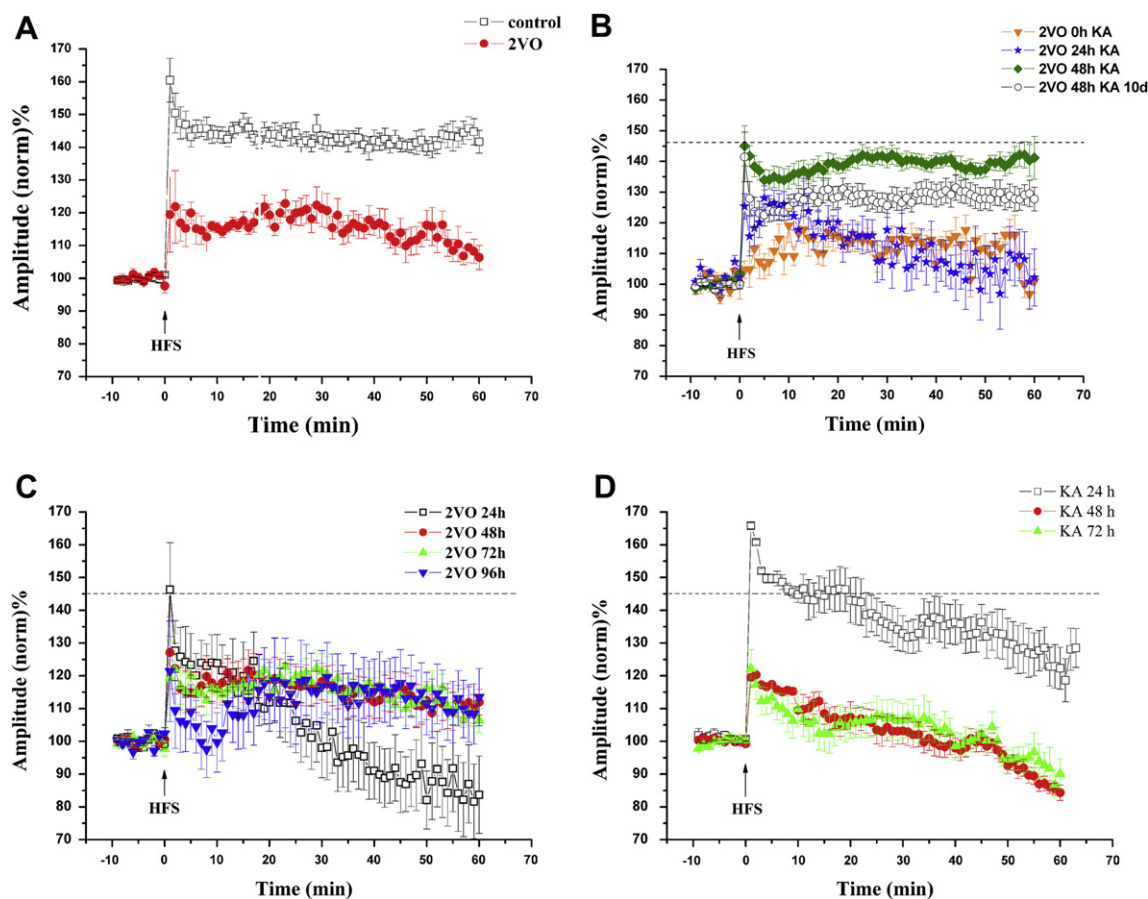 A
control
2VO
170
160
150
140
130
120
110
100
90
80
70
Amplitude (norm)%
HFS
-10 0 10 20 30 40 50 60 70
Time (min)
B
2VO 0h KA
2VO 24h KA
2VO 48h KA
2VO 48h KA 10d
170
160
150
140
130
120
110
100
90
80
70
Amplitude (norm)%
HFS
-10 0 10 20 30 40 50 60 70
Time (min)
C
2VO 24h
2VO 48h
2VO 72h
2VO 96h
170
160
150
140
130
120
110
100
90
80
70
Amplitude (norm)%
HFS
-10 0 10 20 30 40 50 60 70
Time (min)
D
KA 24 h
KA 48 h
KA 72 h
170
160
150
140
130
120
110
100
90
80
70
Amplitude (norm)%
HFS
-10 0 10 20 30 40 50 60 70
Time (min)